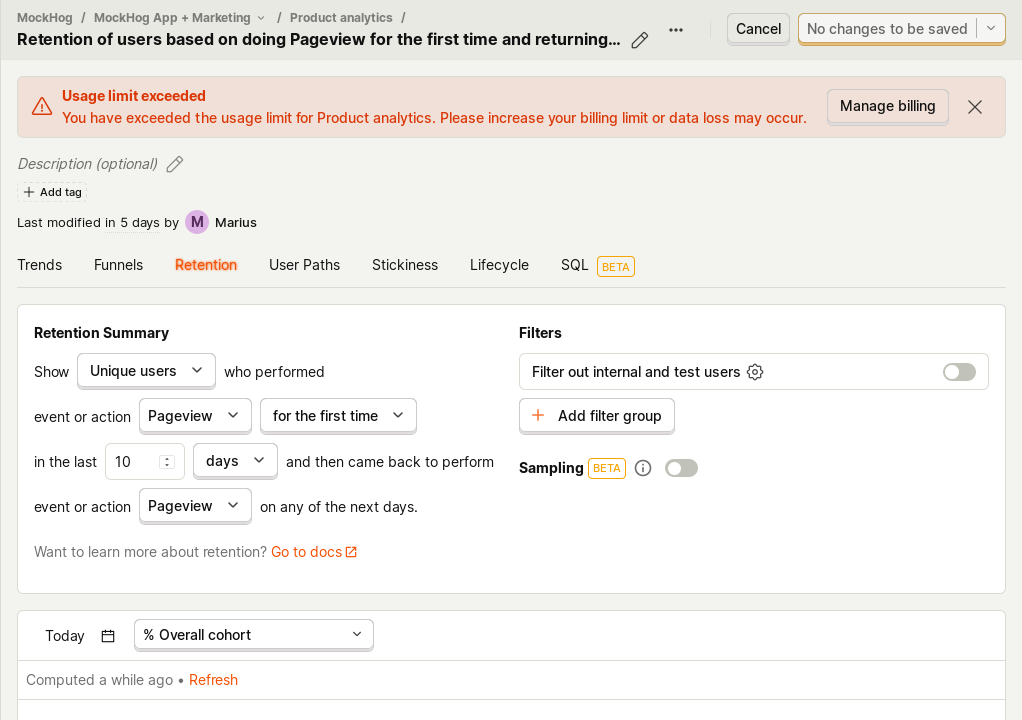 MockHog / MockHog App + Marketing / Product analytics /
Retention of users based on doing Pageview for the first time and returning...
Cancel
No changes to be saved
Usage limit exceeded
You have exceeded the usage limit for Product analytics. Please increase your billing limit or data loss may occur.
Manage billing
Description (optional)
Add tag
Last modified in 5 days by M Marius
Trends Funnels Retention User Paths Stickiness Lifecycle SQL BETA
Retention Summary
Show Unique users who performed
event or action Pageview for the first time
in the last 10 days and then came back to perform
event or action Pageview on any of the next days.
Want to learn more about retention? Go to docs
Filters
Filter out internal and test users
Add filter group
Sampling BETA
Today % Overall cohort
Computed a while ago • Refresh